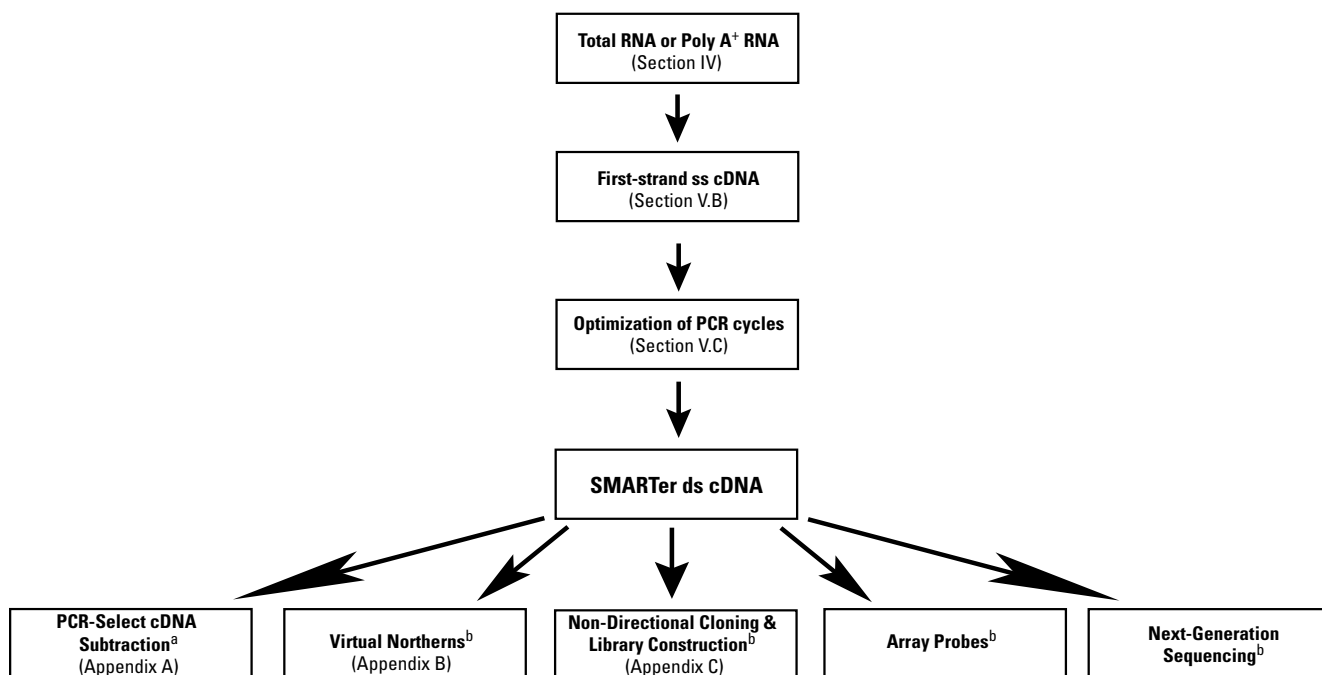 Total RNA or Poly A⁺ RNA
(Section IV)
First-strand ss cDNA
(Section V.B)
Optimization of PCR cycles
(Section V.C)
SMARTer ds cDNA
PCR-Select cDNA
Subtractionᵃ
(Appendix A)
Virtual Northernsᵇ
(Appendix B)
Non-Directional Cloning &
Library Constructionᵇ
(Appendix C)
Array Probesᵇ
Next-Generation
Sequencingᵇ